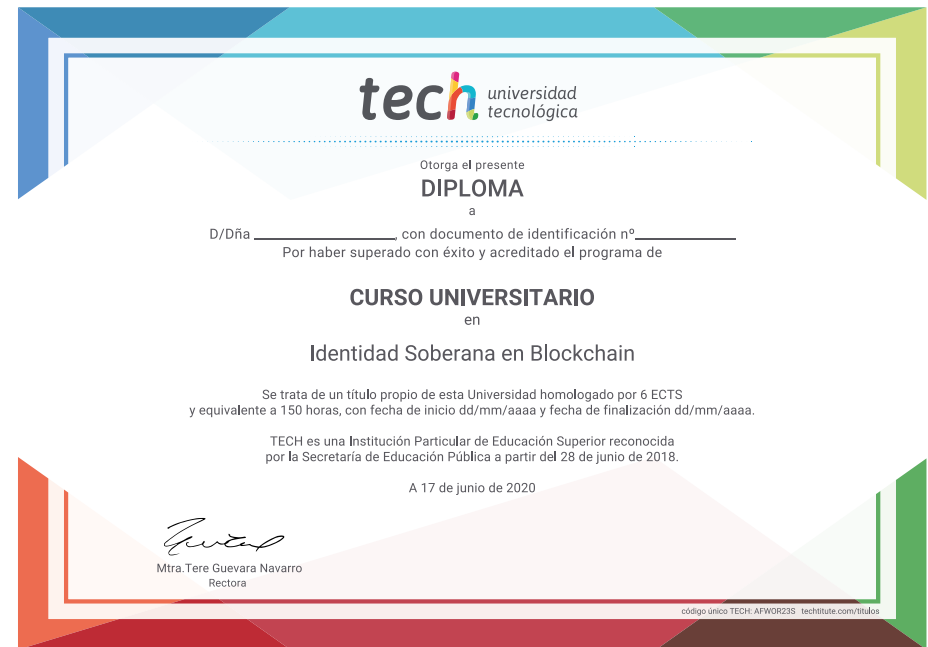 tech universidad
tecnológica
Otorga el presente
DIPLOMA
a
D/Dña ____________________, con documento de identificación nº______________
Por haber superado con éxito y acreditado el programa de
CURSO UNIVERSITARIO
en
Identidad Soberana en Blockchain
Se trata de un título propio de esta Universidad homologado por 6 ECTS
y equivalente a 150 horas, con fecha de inicio dd/mm/aaaa y fecha de finalización dd/mm/aaaa.
TECH es una Institución Particular de Educación Superior reconocida
por la Secretaría de Educación Pública a partir del 28 de junio de 2018.
A 17 de junio de 2020
Mtra.Tere Guevara Navarro
Rectora
código único TECH: AFWOR23S techtitute.com/titulos